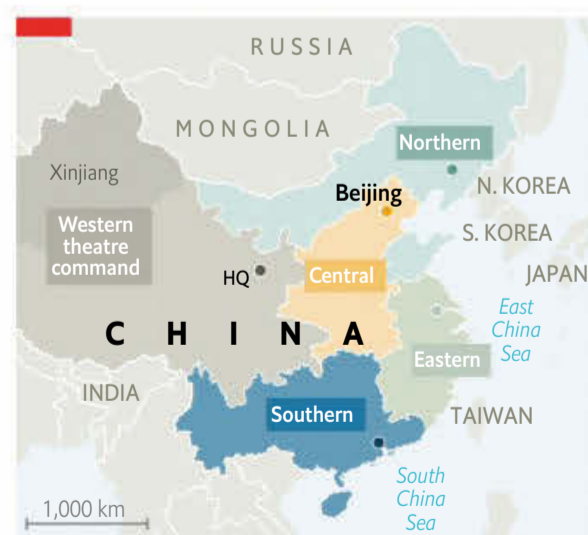 RUSSIA
MONGOLIA
Northern
Xinjiang
Beijing
N. KOREA
Western
theatre
command
S. KOREA
HQ
Central
JAPAN
East
China
Sea
CHINA
Eastern
INDIA
Southern
TAIWAN
South
China
Sea
1,000 km